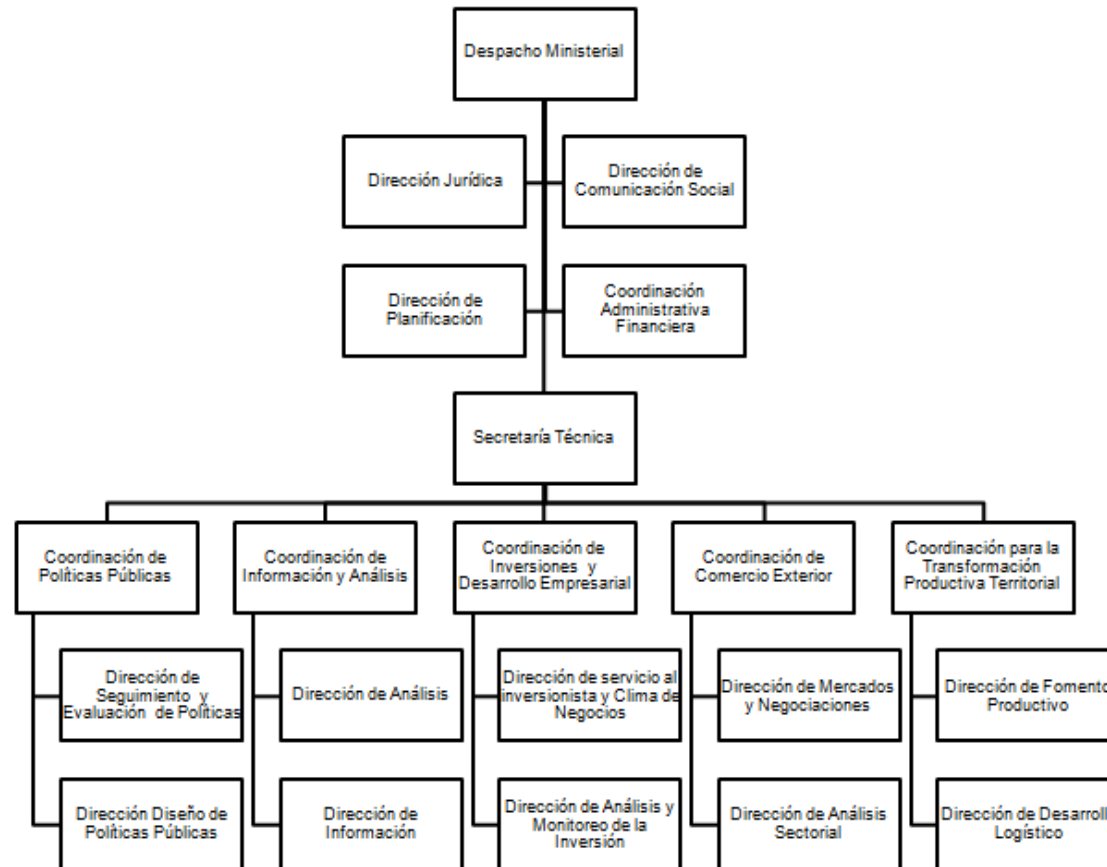 Despacho Ministerial
Dirección Jurídica
Dirección de
Comunicación Social
Dirección de
Planificación
Coordinación
Administrativa
Financiera
Secretaría Técnica
Coordinación de
Políticas Públicas
Coordinación de
Información y Análisis
Coordinación de
Inversiones y
Desarrollo Empresarial
Coordinación de
Comercio Exterior
Coordinación para la
Transformación
Productiva Territorial
Dirección de
Seguimiento y
Evaluación de Políticas
Dirección de Análisis
Dirección de servicio al
inversionista y Clima de
Negocios
Dirección de Mercados
y Negociaciones
Dirección de Fomento
Productivo
Dirección Diseño de
Políticas Públicas
Dirección de
Información
Dirección de Análisis y
Monitoreo de la
Inversión
Dirección de Análisis
Sectorial
Dirección de Desarroll
Logístico